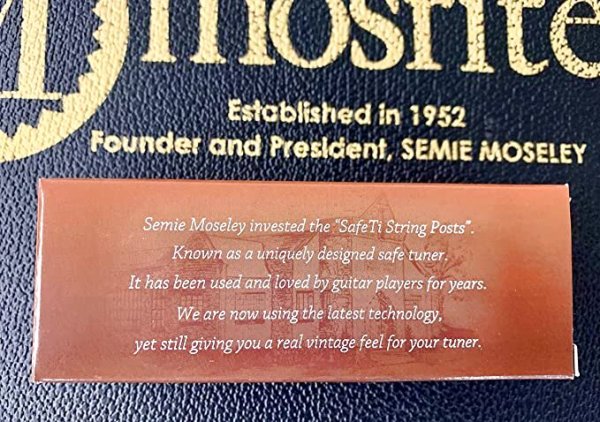 mosrite
Established in 1952
Founder and President, SEMIE MOSELEY
Semie Moseley invested the "SafeTi String Posts".
Known as a uniquely designed safe tuner.
It has been used and loved by guitar players for years.
We are now using the latest technology,
yet still giving you a real vintage feel for your tuner.